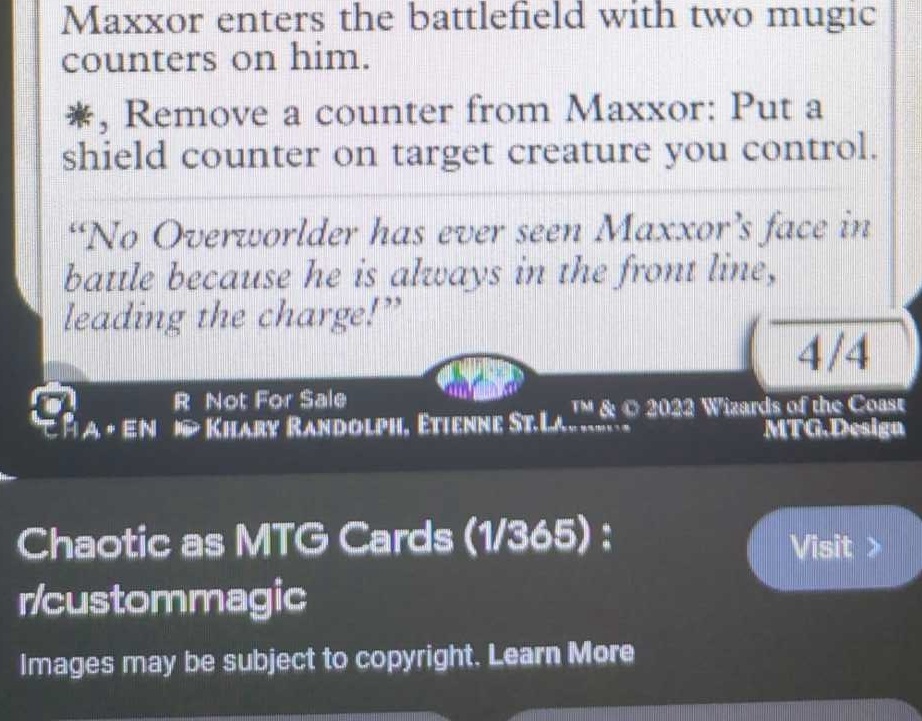 Maxxor enters the battlefield with two mugic
counters on him.
, Remove a counter from Maxxor: Put a
shield counter on target creature you control.
“No Overworlder has ever seen Maxxor’s face in
battle because he is always in the front line,
leading the charge!”
4/4
R Not For Sale
CHA • EN KHARY RANDOLPH, ETIENNE ST.LA.......
™ & © 2022 Wizards of the Coast
MTG.Design
Chaotic as MTG Cards (1/365) :
r/custommagic
Visit >
Images may be subject to copyright. Learn More